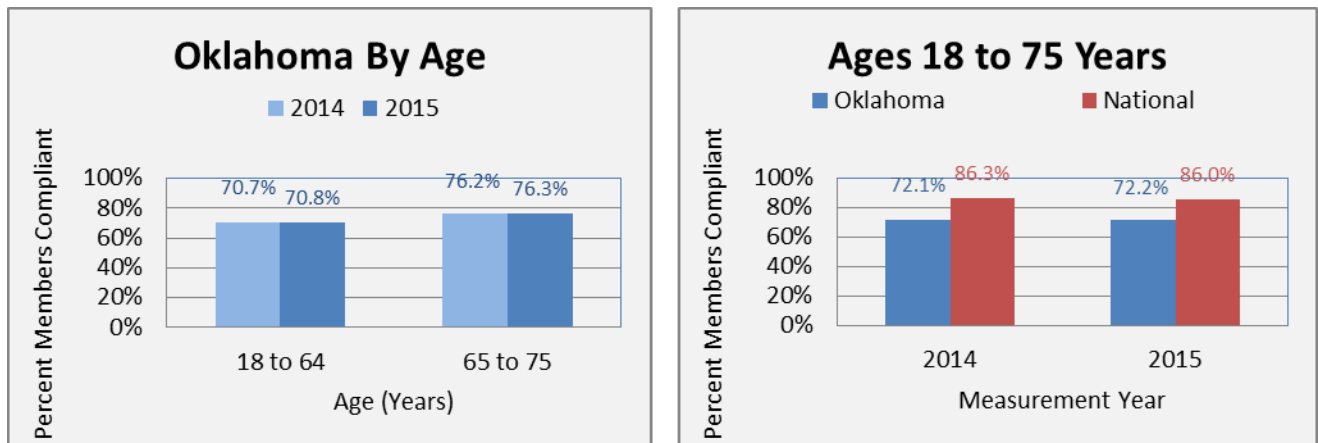 Oklahoma By Age
2014 2015
Percent Members Compliant
100%
80%
60%
40%
20%
0%
70.7%
70.8%
76.2%
76.3%
18 to 64 65 to 75
Age (Years)
Ages 18 to 75 Years
Oklahoma National
Percent Members Compliant
100%
80%
60%
40%
20%
0%
72.1%
86.3%
72.2%
86.0%
2014 2015
Measurement Year